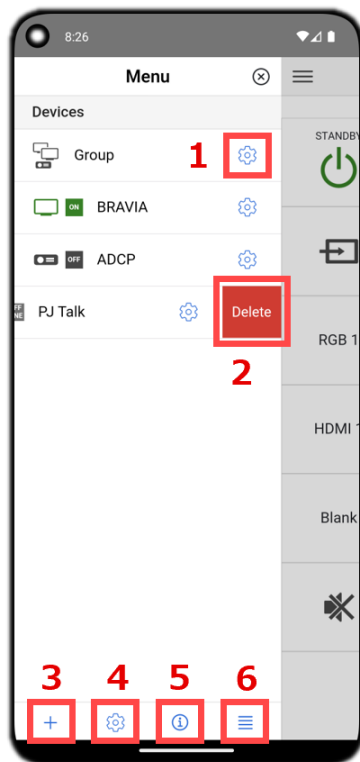 8:26
Menu
Devices
STANDBY
Group
1
ON
BRAVIA
OFF
ADCP
PJ Talk
Delete
2
RGB 1
HDMI 1
Blank
3
4
5
6